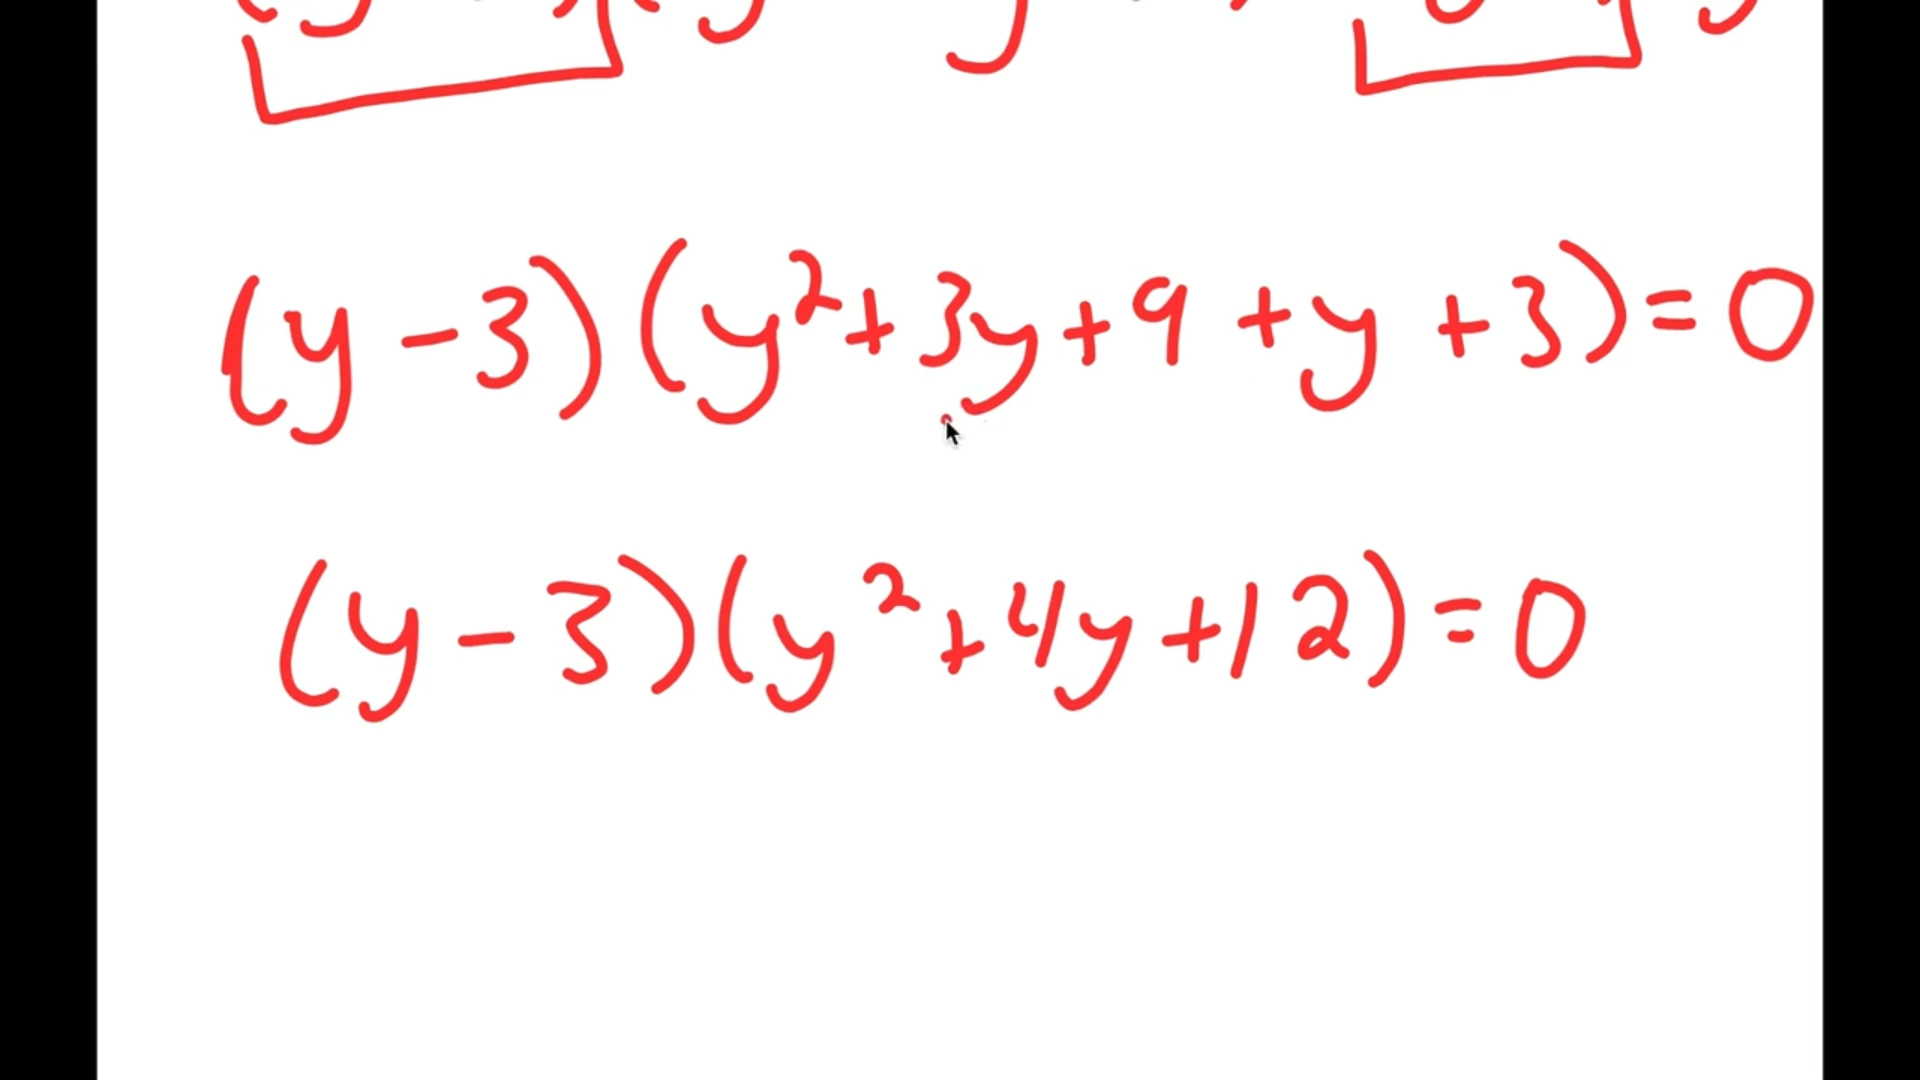 (y - 3)(y² + 3y + 9 + y + 3) = 0
(y - 3)(y² + 4y + 12) = 0